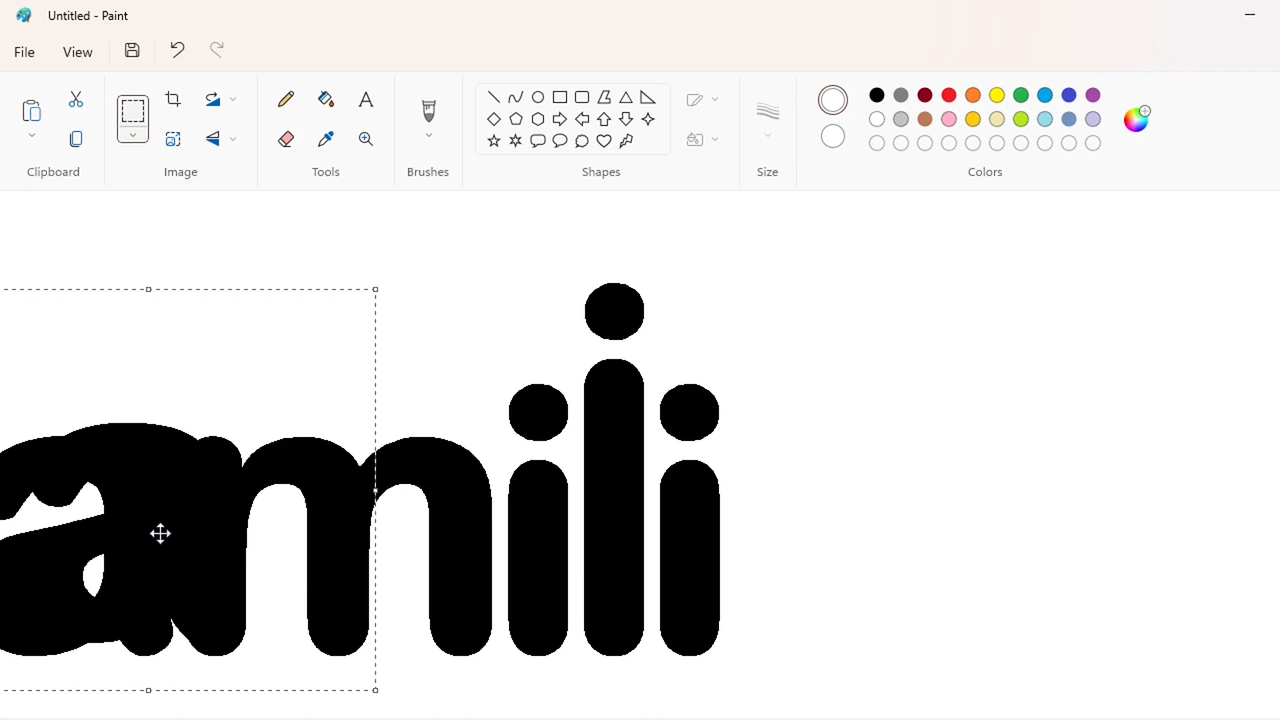 Untitled - Paint
File View
Clipboard Image Tools Brushes Shapes Size Colors
amili